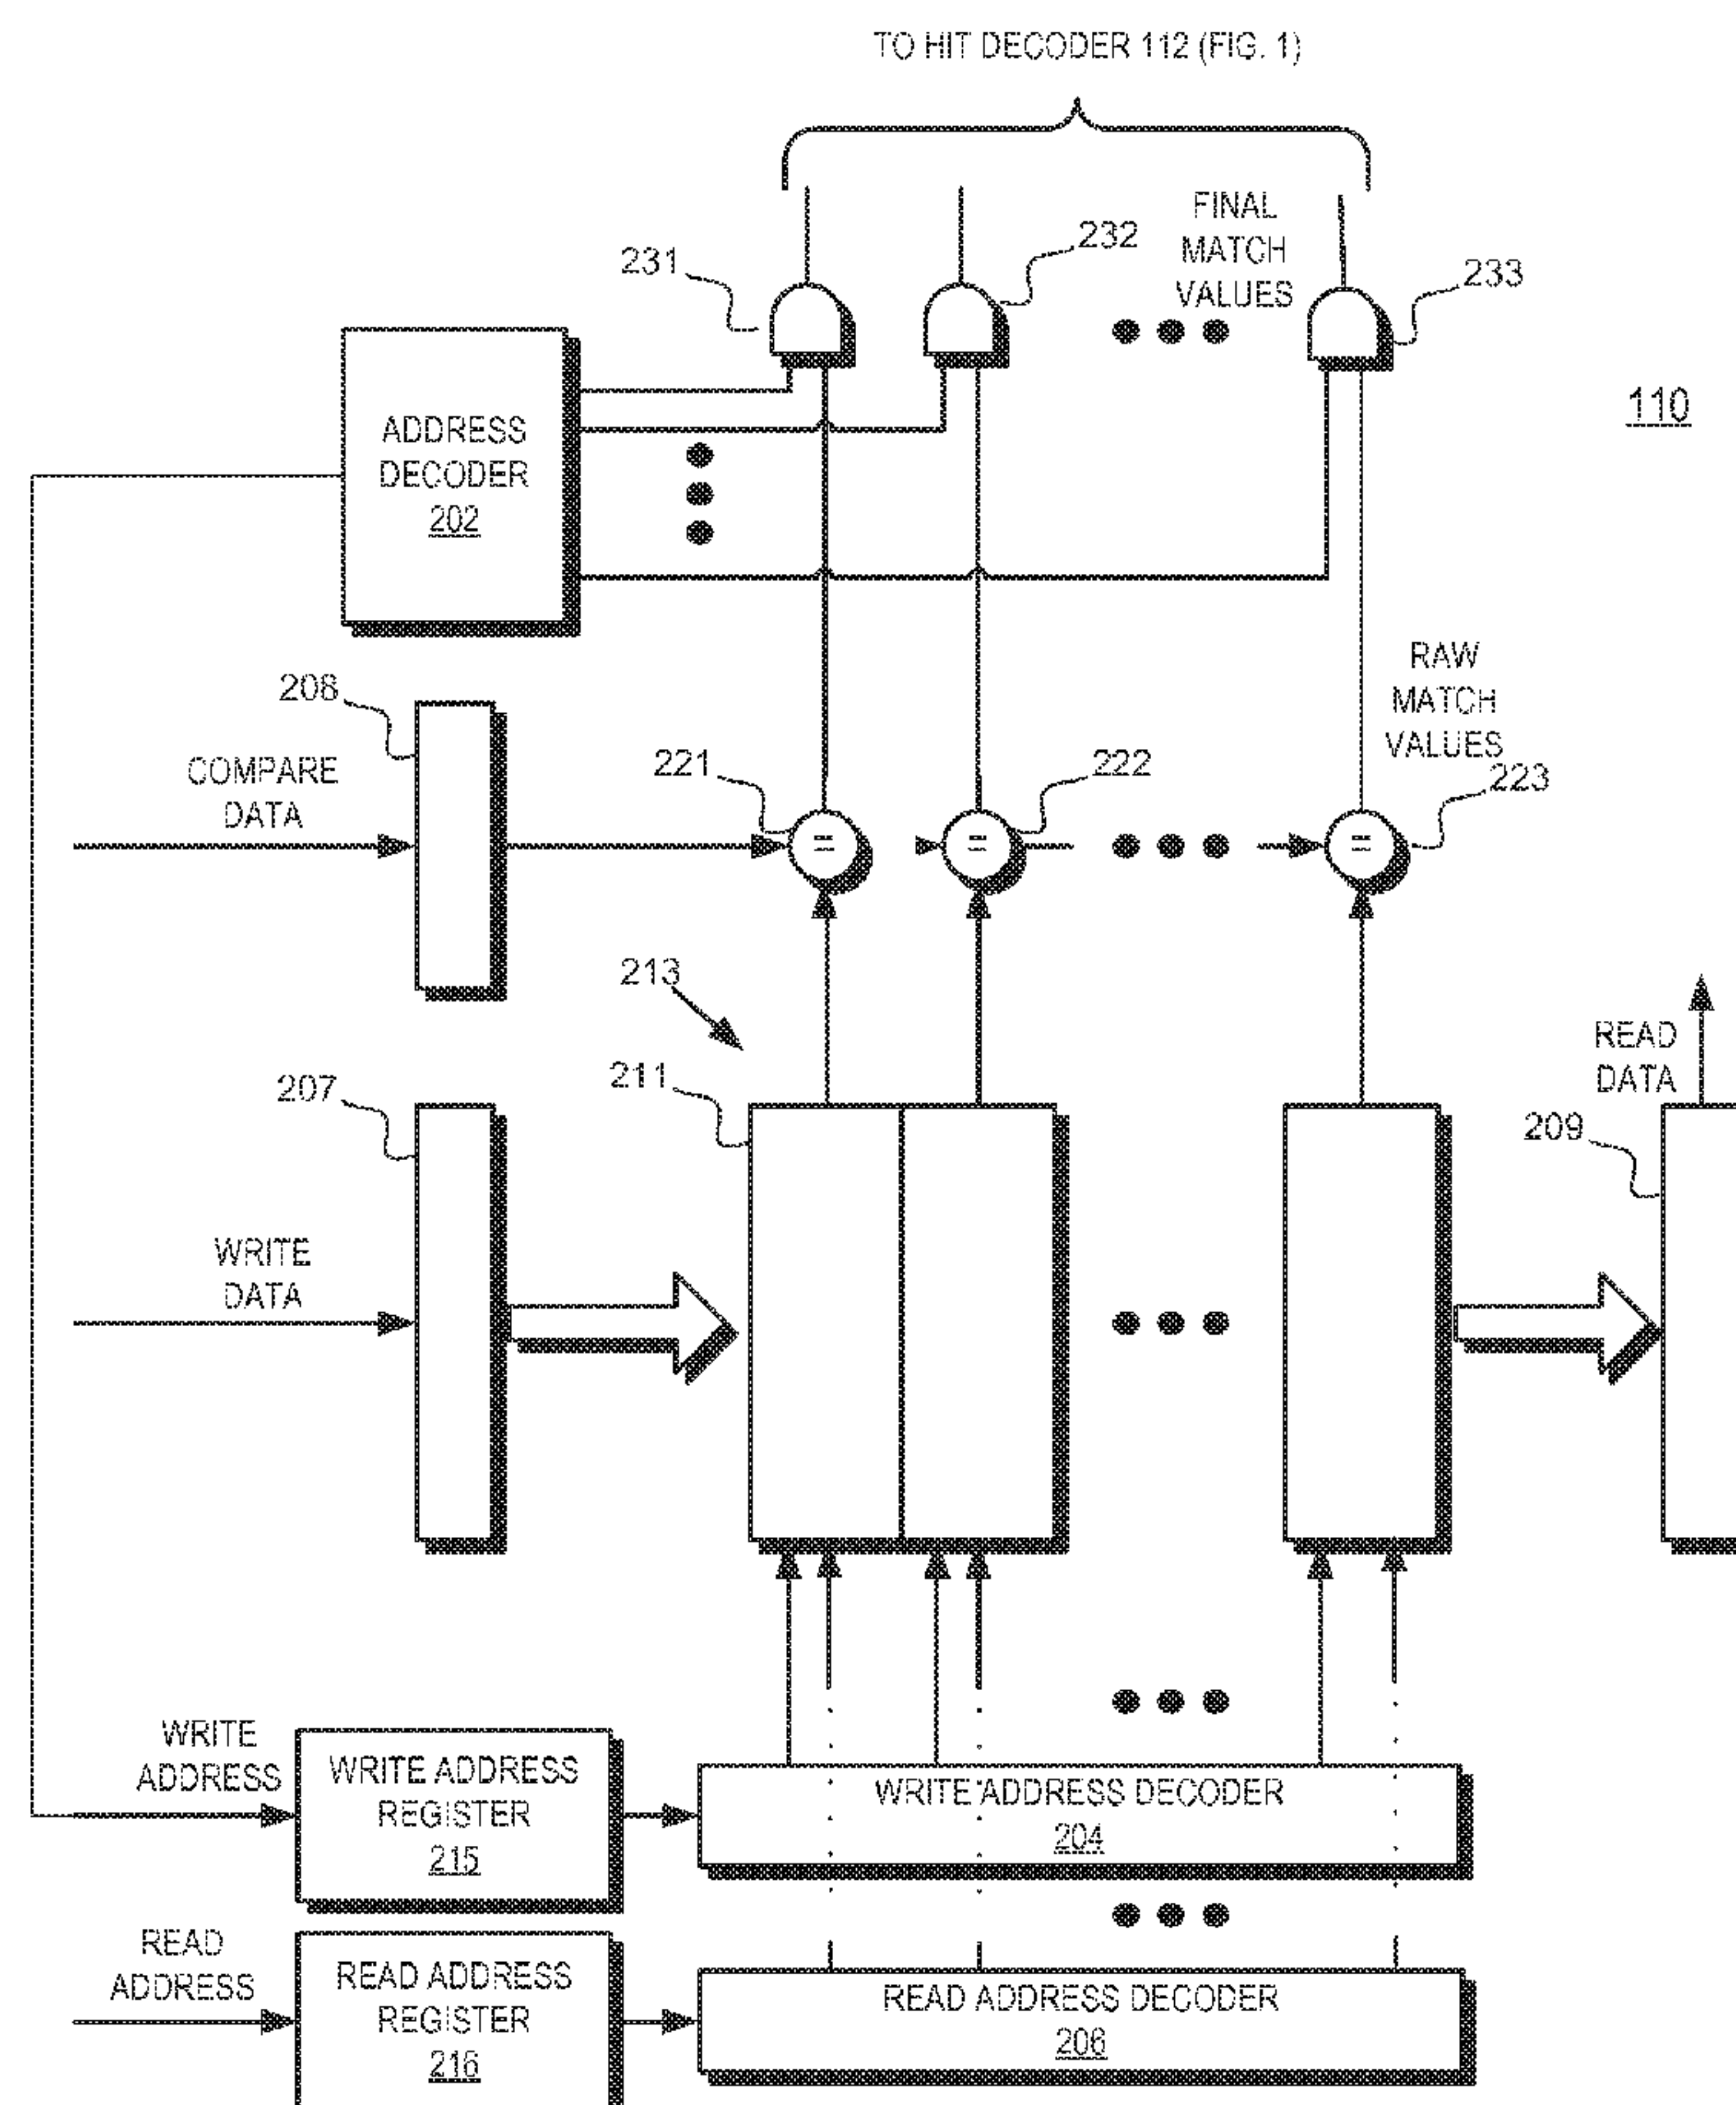 TO HIT DECODER 112 (FIG. 1)
FINAL
MATCH
VALUES
231
232
233
110
ADDRESS
DECODER
202
RAW
MATCH
VALUES
208
COMPARE
DATA
221
=
222
=
223
=
213
211
207
WRITE
DATA
READ
DATA
209
WRITE
ADDRESS
WRITE ADDRESS
REGISTER
215
WRITE ADDRESS DECODER
204
READ
ADDRESS
READ ADDRESS
REGISTER
216
READ ADDRESS DECODER
206